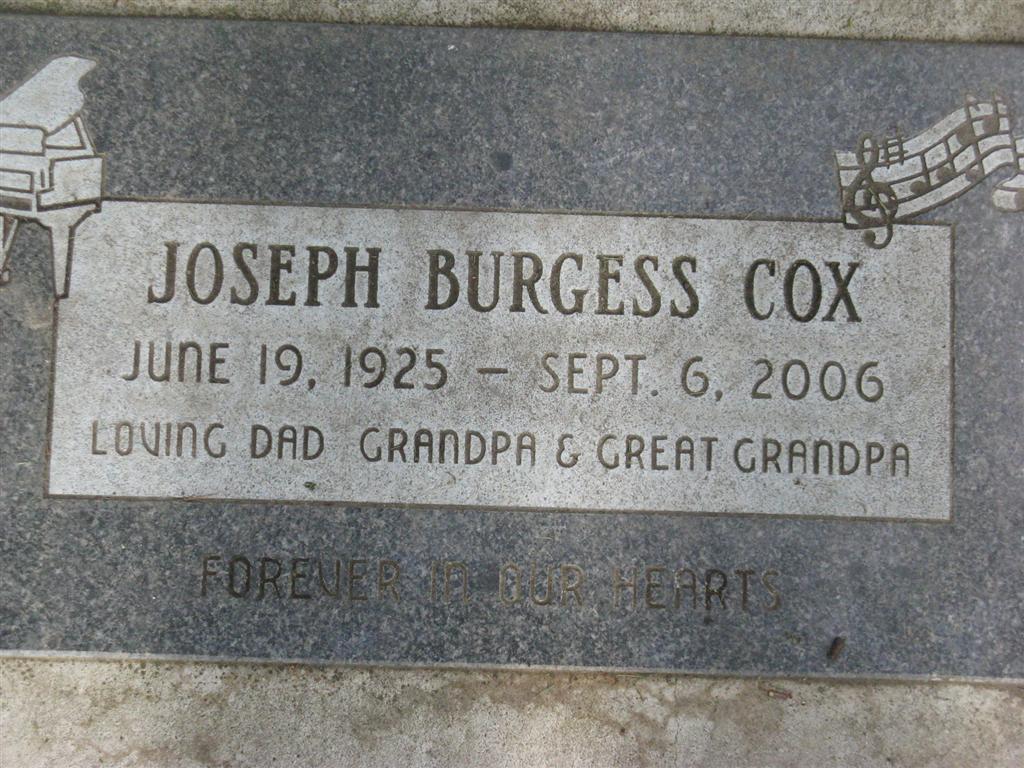 JOSEPH BURGESS COX
JUNE 19, 1925 – SEPT. 6, 2006
LOVING DAD GRANDPA & GREAT GRANDPA
FOREVER IN OUR HEARTS